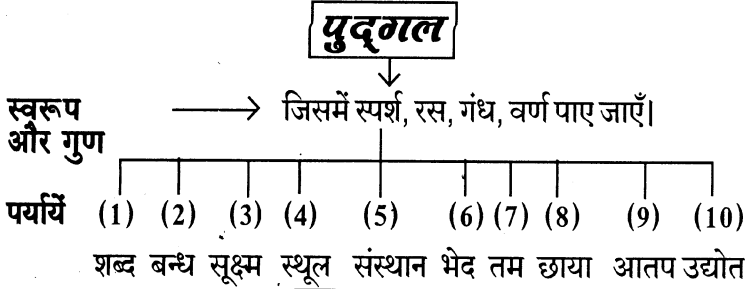 पुद्‌गल
स्वरूप और गुण
जिसमें स्पर्श, रस, गंध, वर्ण पाए जाएँ।
पर्यायें (1) (2) (3) (4) (5) (6) (7) (8) (9) (10)
शब्द बन्ध सूक्ष्म स्थूल संस्थान भेद तम छाया आतप उद्योत